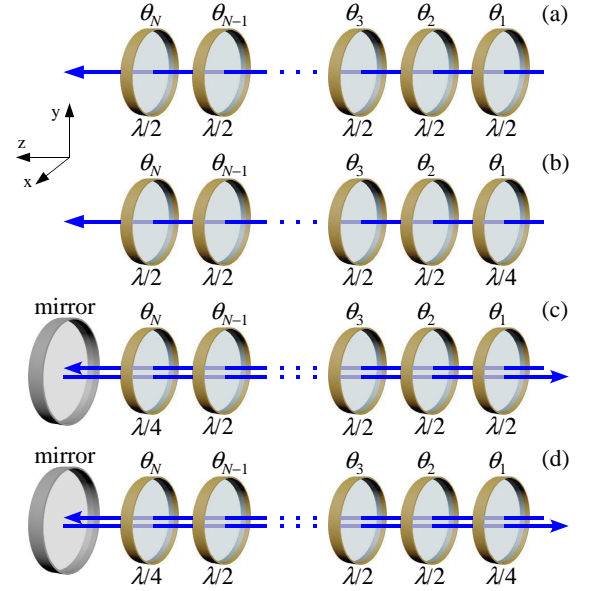 θN θN−1 θ3 θ2 θ1 (a)
λ/2 λ/2 λ/2 λ/2 λ/2
y
z
x
θN θN−1 θ3 θ2 θ1 (b)
λ/2 λ/2 λ/2 λ/2 λ/4
mirror θN θN−1 θ3 θ2 θ1 (c)
λ/4 λ/2 λ/2 λ/2 λ/2
mirror θN θN−1 θ3 θ2 θ1 (d)
λ/4 λ/2 λ/2 λ/2 λ/4